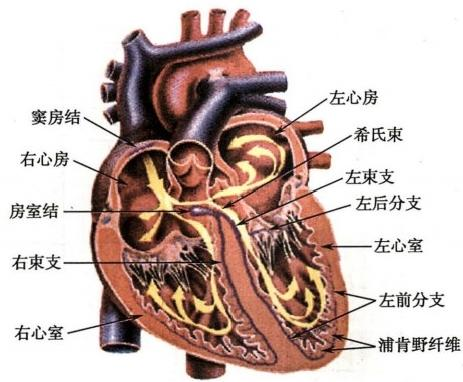 窦房结
右心房
房室结
右束支
右心室
左心房
希氏束
左束支
左后分支
左心室
左前分支
浦肯野纤维